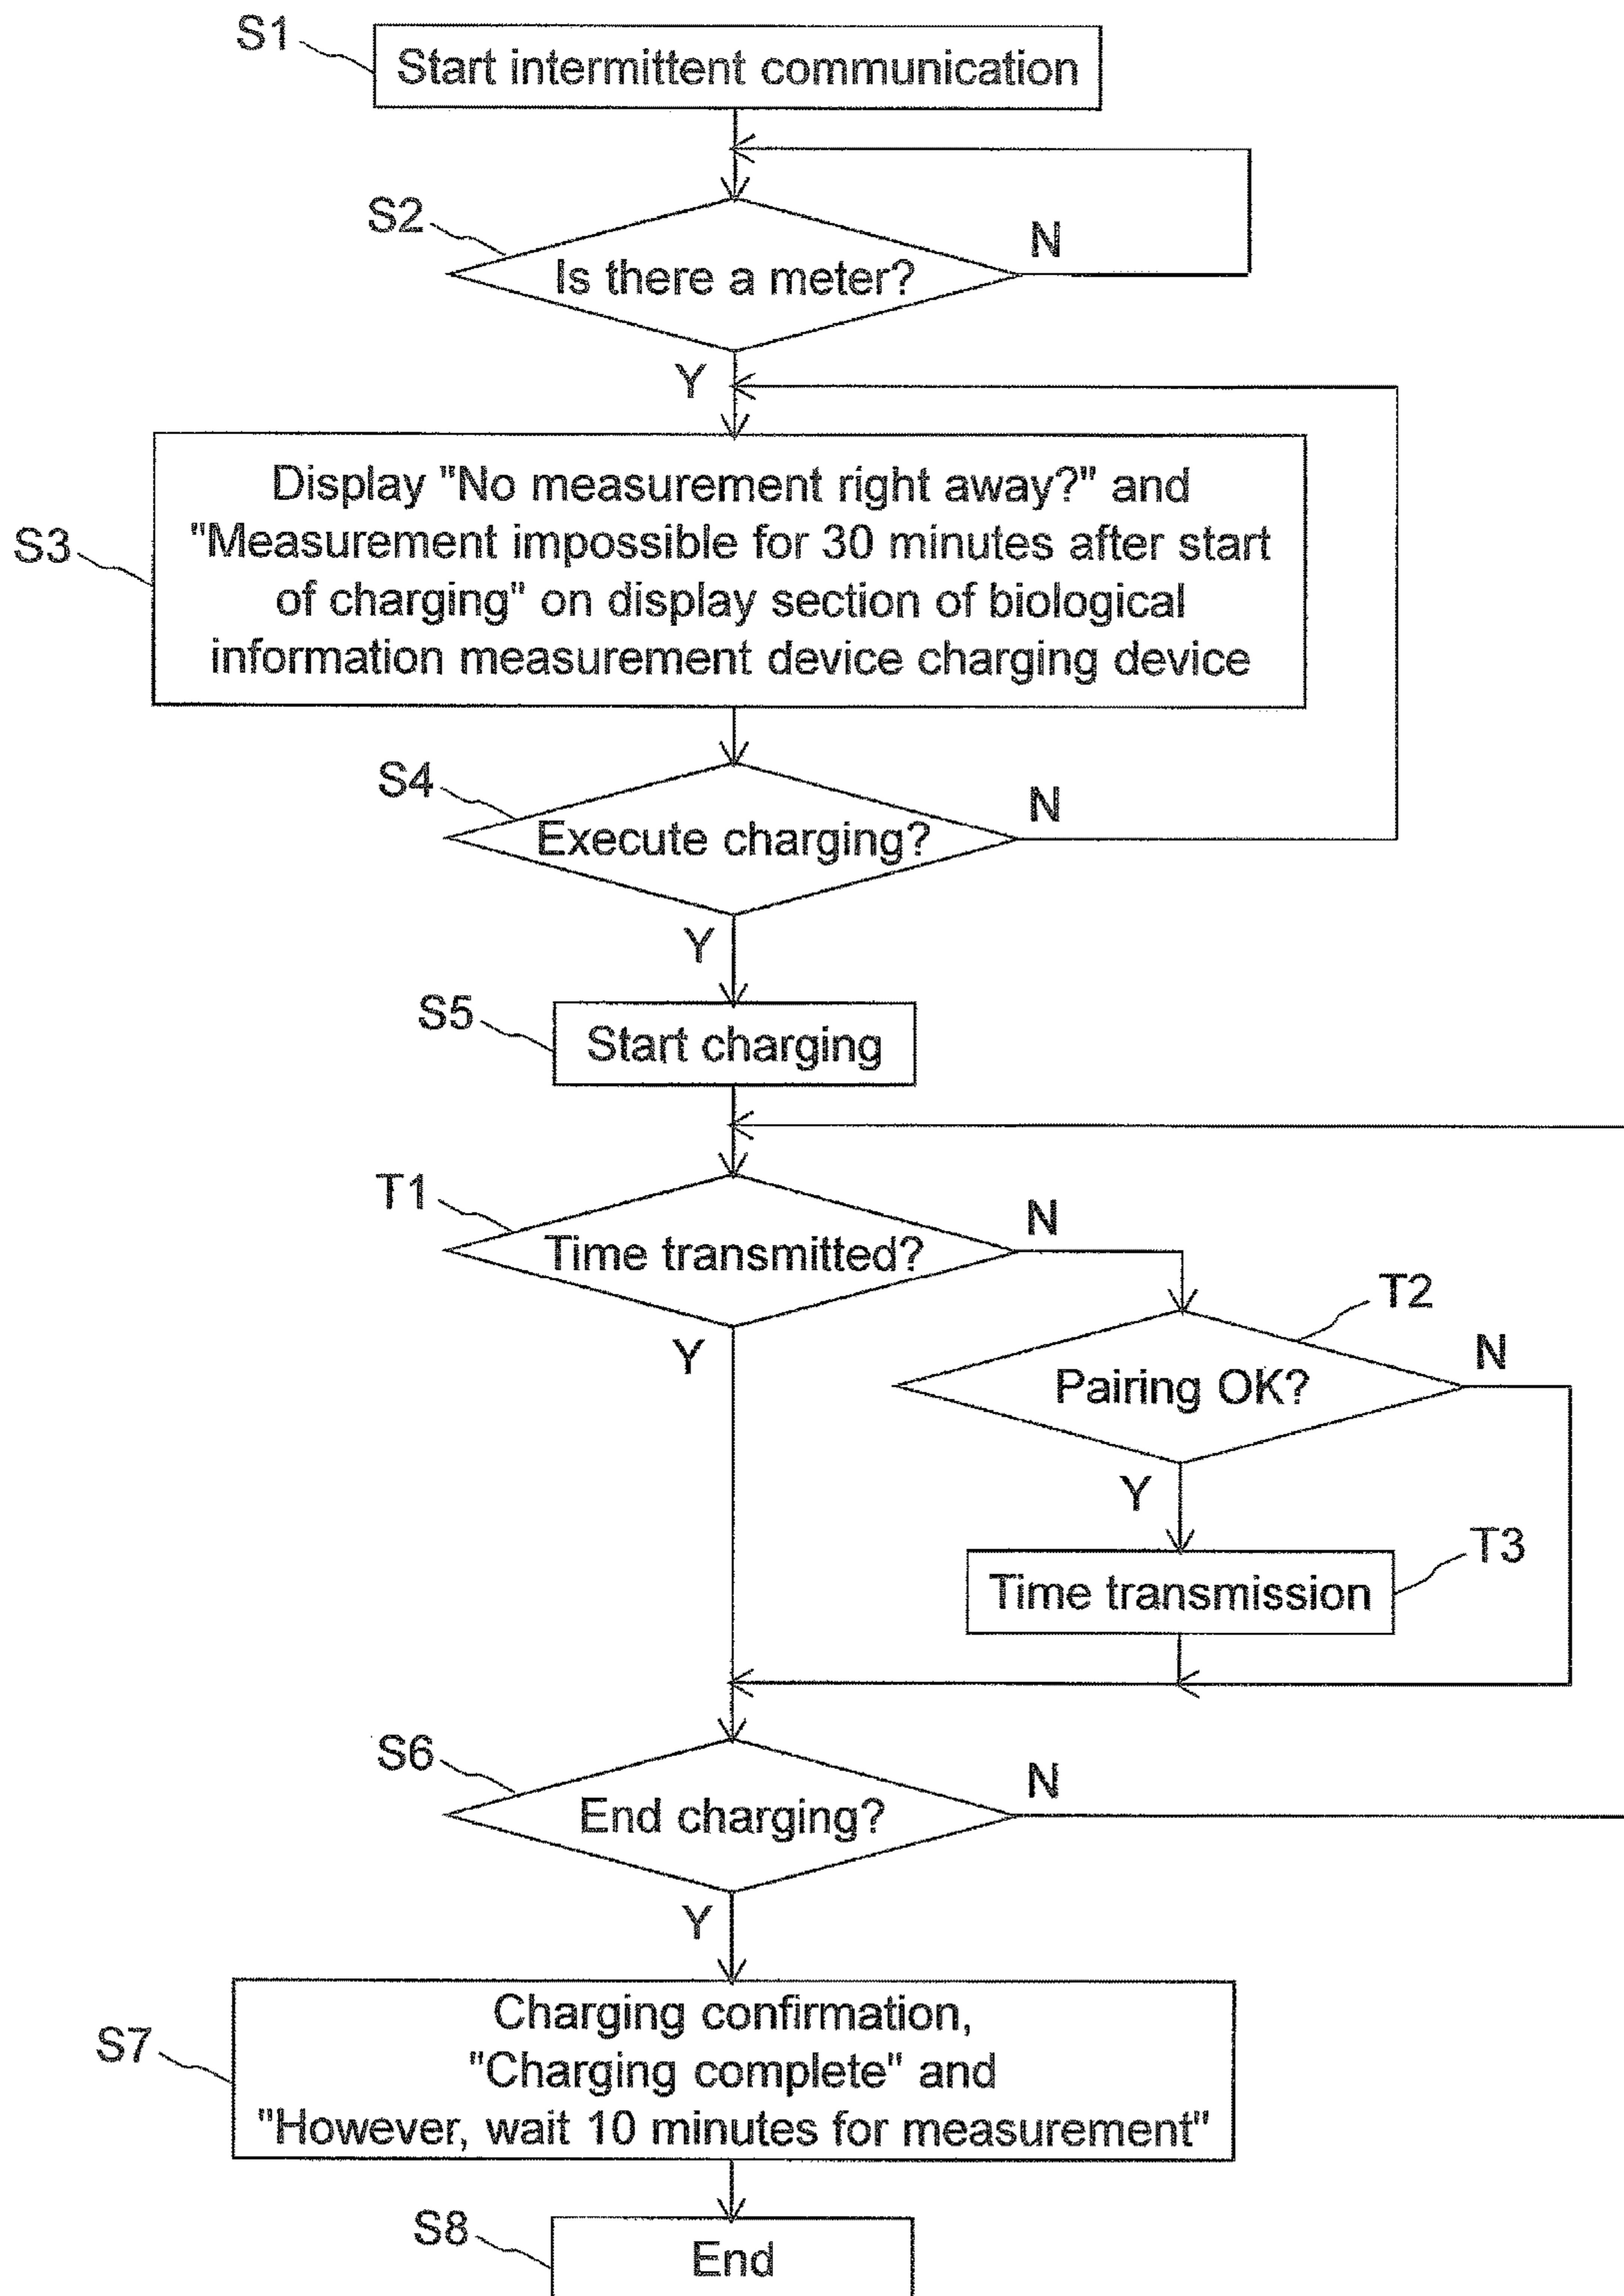 S1
Start intermittent communication
S2
N
Is there a meter?
Y
Display "No measurement right away?" and
"Measurement impossible for 30 minutes after start
S3
of charging" on display section of biological
information measurement device charging device
S4
N
Execute charging?
Y
S5
Start charging
T1
N
Time transmitted?
T2
Y
N
Pairing OK?
Y
T3
Time transmission
S6
N
End charging?
Y
Charging confirmation,
S7
"Charging complete" and
"However, wait 10 minutes for measurement"
S8
End